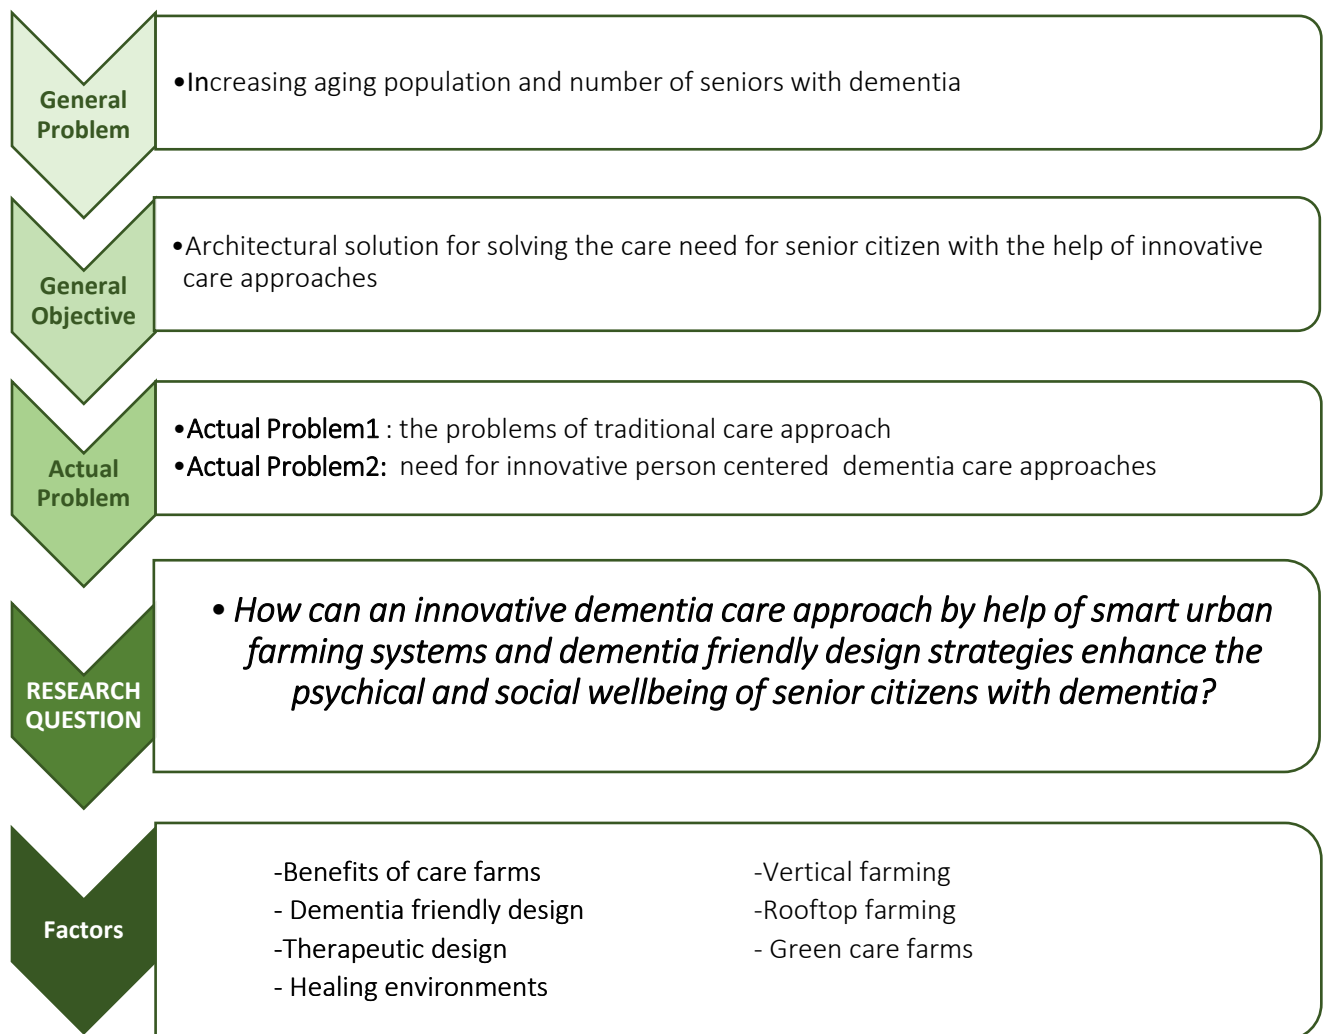 General
Problem
•Increasing aging population and number of seniors with dementia
General
Objective
•Architectural solution for solving the care need for senior citizen with the help of innovative
care approaches
Actual
Problem
•Actual Problem1 : the problems of traditional care approach
•Actual Problem2: need for innovative person centered dementia care approaches
RESEARCH
QUESTION
• How can an innovative dementia care approach by help of smart urban
farming systems and dementia friendly design strategies enhance the
psychical and social wellbeing of senior citizens with dementia?
Factors
-Benefits of care farms
- Dementia friendly design
-Therapeutic design
- Healing environments
-Vertical farming
-Rooftop farming
- Green care farms